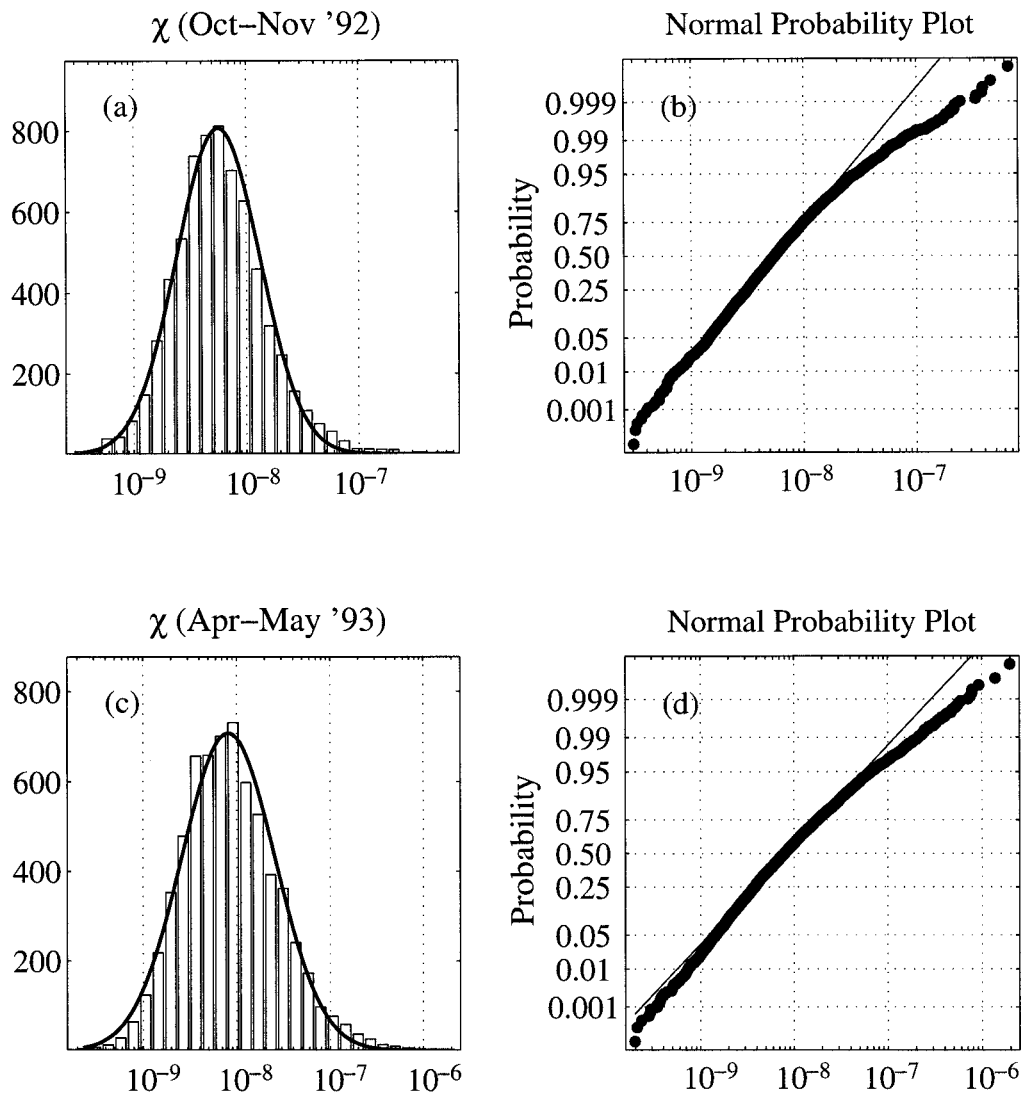 χ (Oct–Nov '92)
Normal Probability Plot
(a)
800
600
400
200
10⁻⁹ 10⁻⁸ 10⁻⁷
(b)
Probability
0.999
0.99
0.95
0.75
0.50
0.25
0.05
0.01
0.001
10⁻⁹ 10⁻⁸ 10⁻⁷
χ (Apr–May '93)
Normal Probability Plot
(c)
800
600
400
200
10⁻⁹ 10⁻⁸ 10⁻⁷ 10⁻⁶
(d)
Probability
0.999
0.99
0.95
0.75
0.50
0.25
0.05
0.01
0.001
10⁻⁹ 10⁻⁸ 10⁻⁷ 10⁻⁶